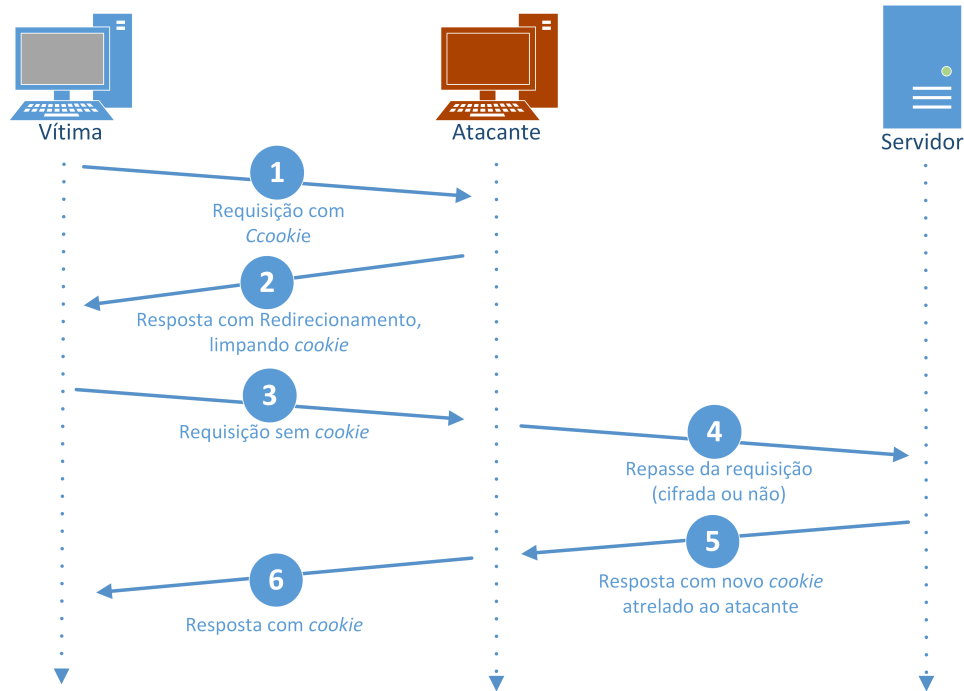 Vítima
Atacante
Servidor
1
Requisição com
Ccookie
2
Resposta com Redirecionamento,
limpando cookie
3
Requisição sem cookie
4
Repasse da requisição
(cifrada ou não)
5
Resposta com novo cookie
atrelado ao atacante
6
Resposta com cookie